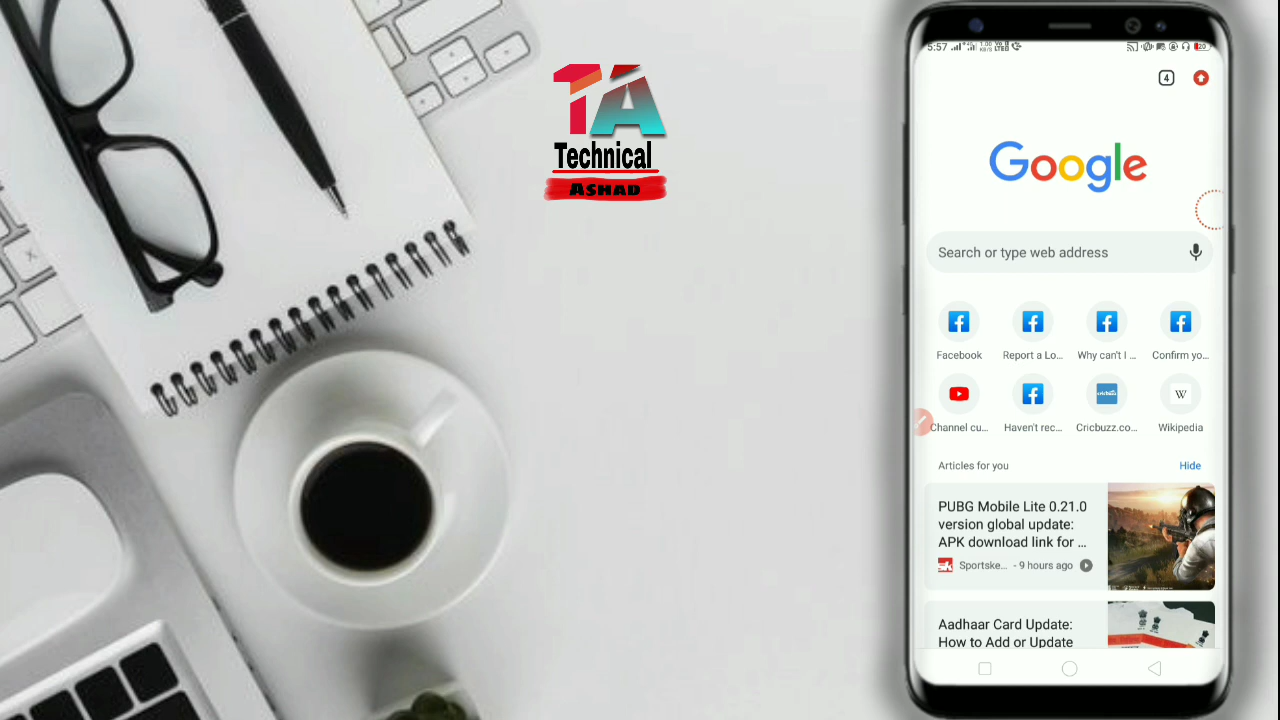 TA
Technical
ASHAD
5:57
4
Google
Search or type web address
Facebook
Report a Lo...
Why can't I ...
Confirm yo...
Channel cu...
Haven't rec...
Cricbuzz.co...
Wikipedia
Articles for you
Hide
PUBG Mobile Lite 0.21.0
version global update:
APK download link for ...
Sportske... - 9 hours ago
Aadhaar Card Update:
How to Add or Update